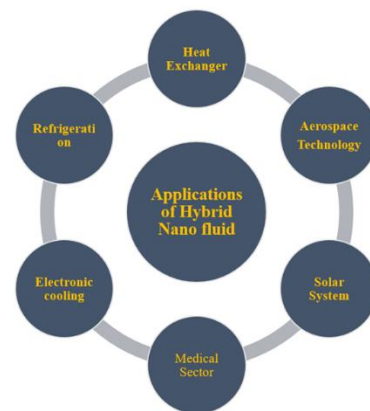 Heat
Exchanger
Aerospace
Technology
Solar
System
Medical
Sector
Electronic
cooling
Refrigerati
on
Applications
of Hybrid
Nano fluid